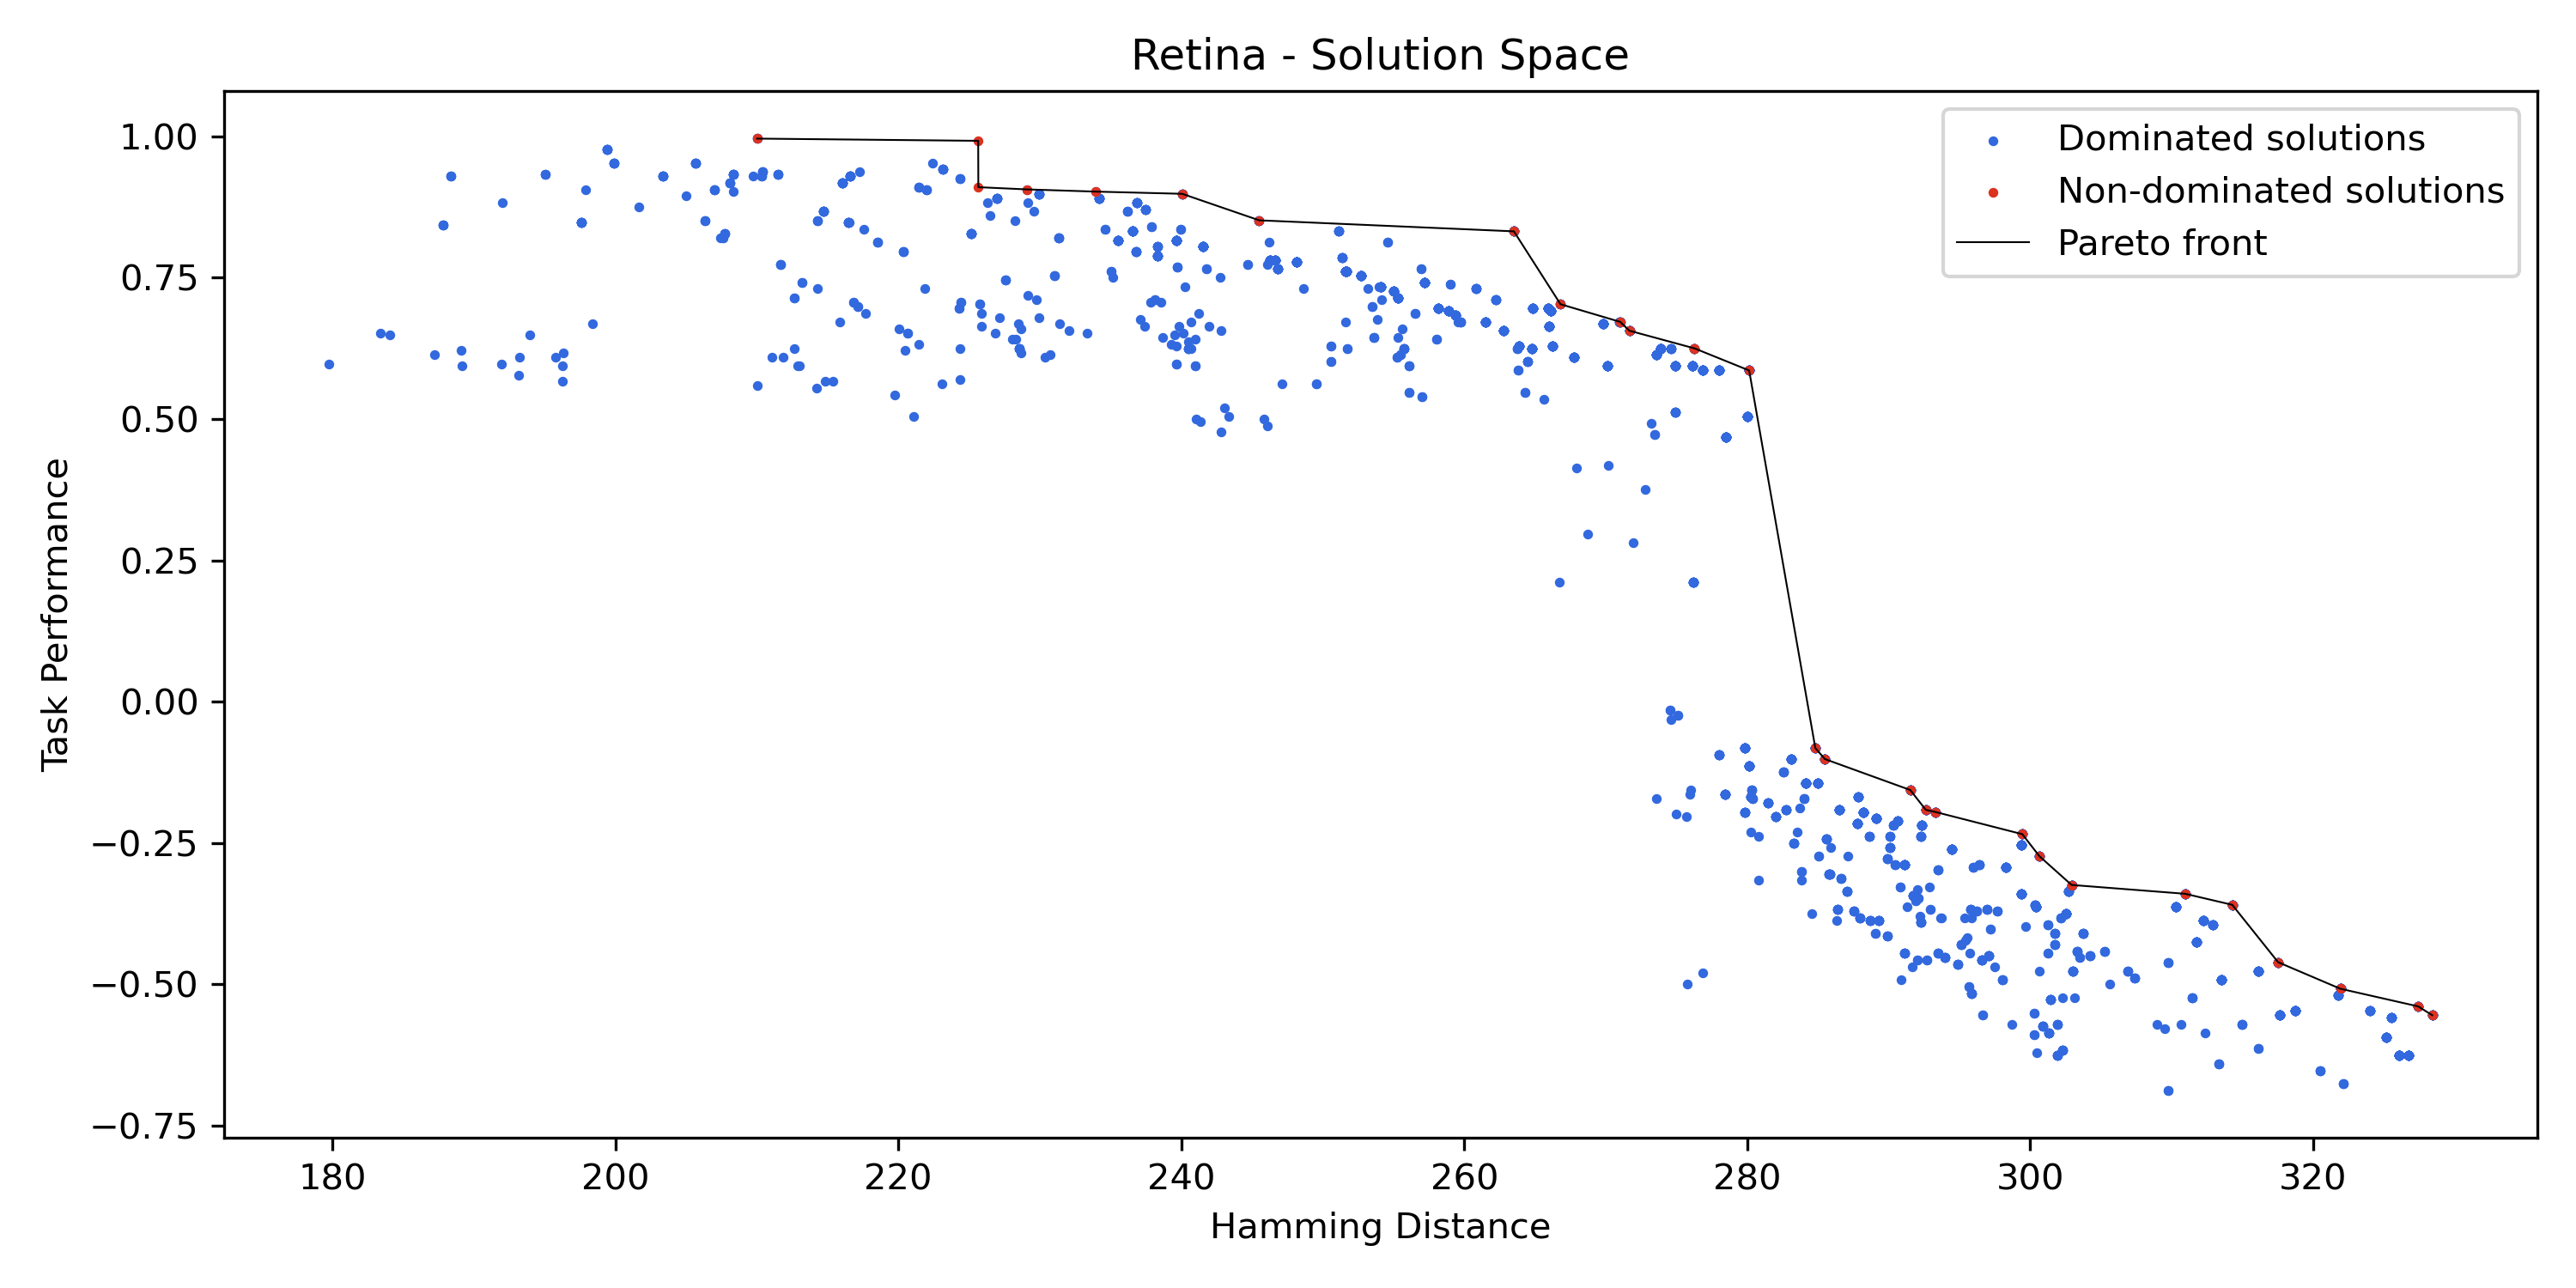 Retina - Solution Space
Dominated solutions
Non-dominated solutions
Pareto front
Task Performance
1.00
0.75
0.50
0.25
0.00
−0.25
−0.50
−0.75
180 200 220 240 260 280 300 320
Hamming Distance